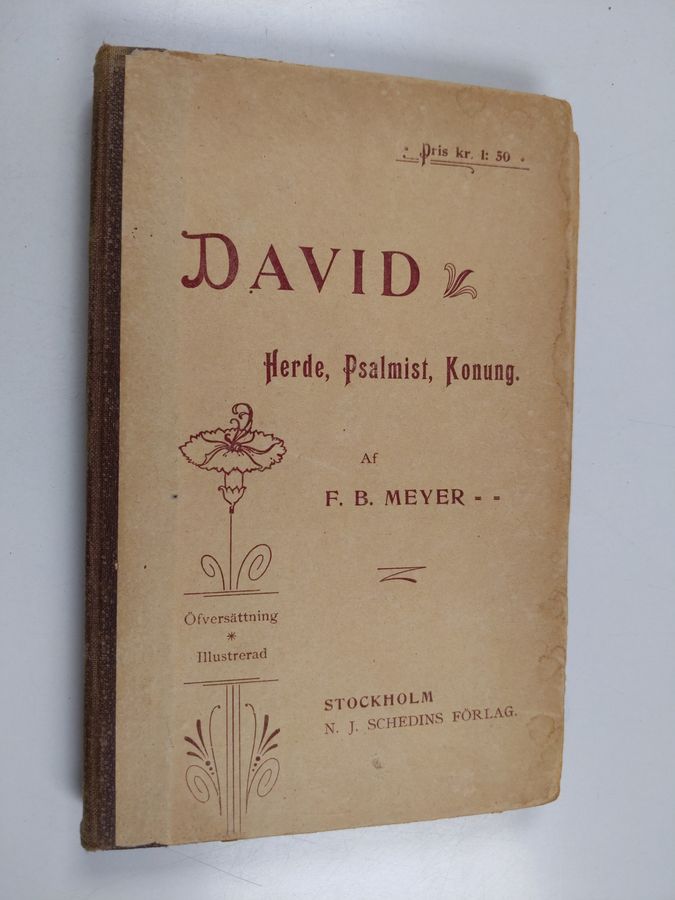 Pris kr. 1: 50
DAVID
Herde, Psalmist, Konung.
Af
F. B. MEYER - -
Öfversättning
*
Illustrerad
STOCKHOLM
N. J. SCHEDINS FÖRLAG.